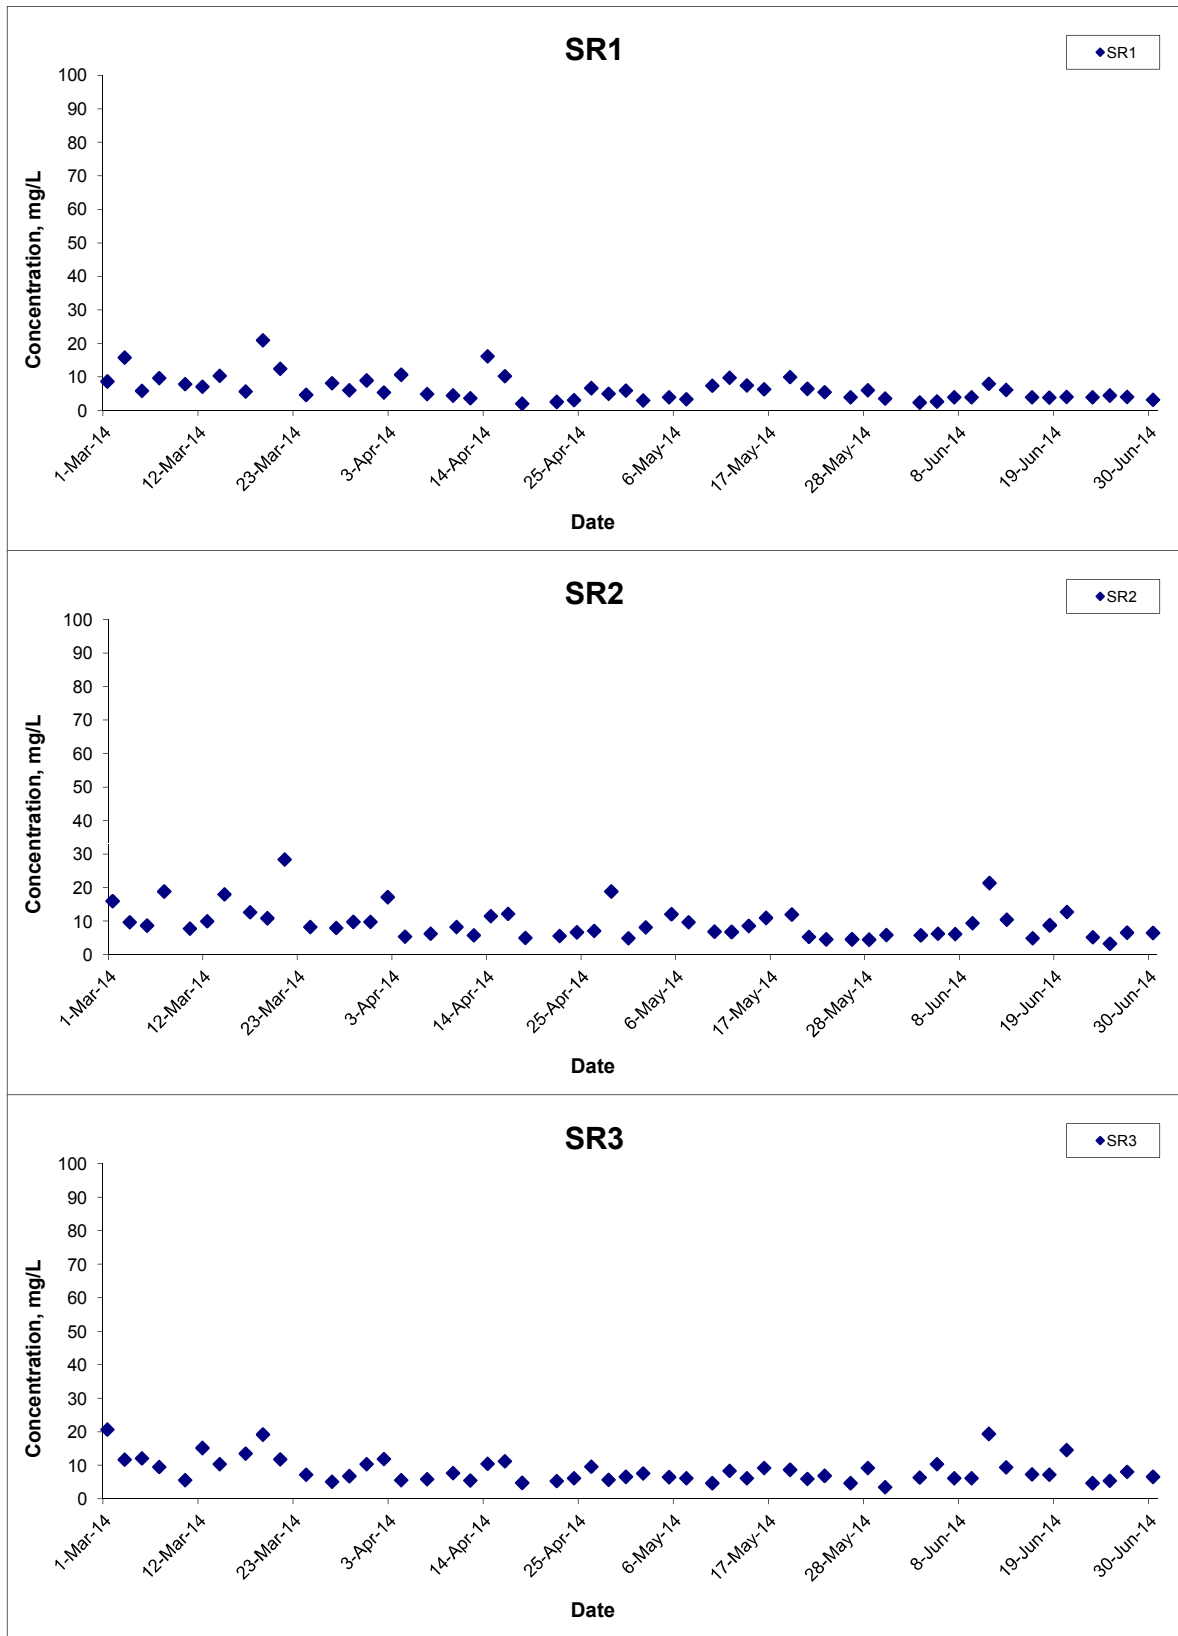 SR1
SR1
100
90
80
70
60
50
40
30
20
10
0
Concentration, mg/L
1-Mar-14
12-Mar-14
23-Mar-14
3-Apr-14
14-Apr-14
25-Apr-14
6-May-14
17-May-14
28-May-14
8-Jun-14
19-Jun-14
30-Jun-14
Date
SR2
SR2
100
90
80
70
60
50
40
30
20
10
0
Concentration, mg/L
1-Mar-14
12-Mar-14
23-Mar-14
3-Apr-14
14-Apr-14
25-Apr-14
6-May-14
17-May-14
28-May-14
8-Jun-14
19-Jun-14
30-Jun-14
Date
SR3
SR3
100
90
80
70
60
50
40
30
20
10
0
Concentration, mg/L
1-Mar-14
12-Mar-14
23-Mar-14
3-Apr-14
14-Apr-14
25-Apr-14
6-May-14
17-May-14
28-May-14
8-Jun-14
19-Jun-14
30-Jun-14
Date